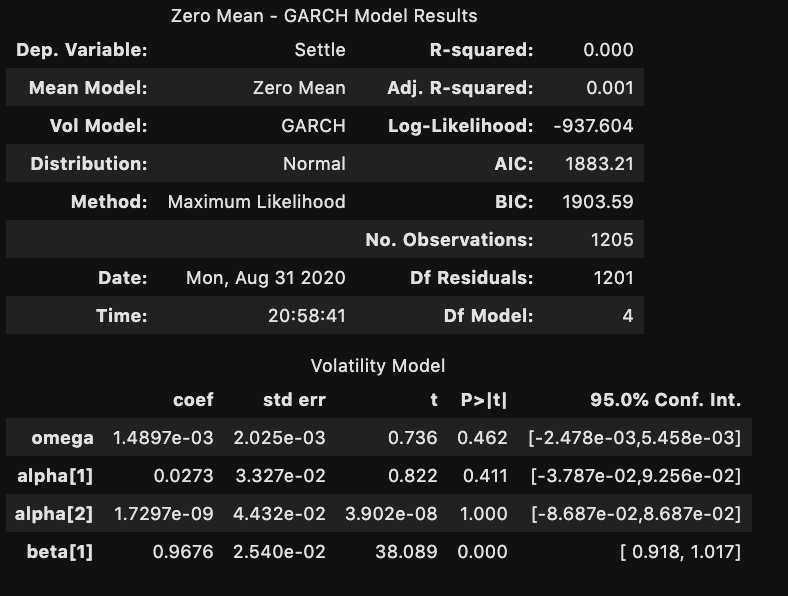 Zero Mean - GARCH Model Results
Dep. Variable: Settle R-squared: 0.000
Mean Model: Zero Mean Adj. R-squared: 0.001
Vol Model: GARCH Log-Likelihood: -937.604
Distribution: Normal AIC: 1883.21
Method: Maximum Likelihood BIC: 1903.59
No. Observations: 1205
Date: Mon, Aug 31 2020 Df Residuals: 1201
Time: 20:58:41 Df Model: 4
Volatility Model
coef std err t P>|t| 95.0% Conf. Int.
omega 1.4897e-03 2.025e-03 0.736 0.462 [-2.478e-03,5.458e-03]
alpha[1] 0.0273 3.327e-02 0.822 0.411 [-3.787e-02,9.256e-02]
alpha[2] 1.7297e-09 4.432e-02 3.902e-08 1.000 [-8.687e-02,8.687e-02]
beta[1] 0.9676 2.540e-02 38.089 0.000 [ 0.918, 1.017]